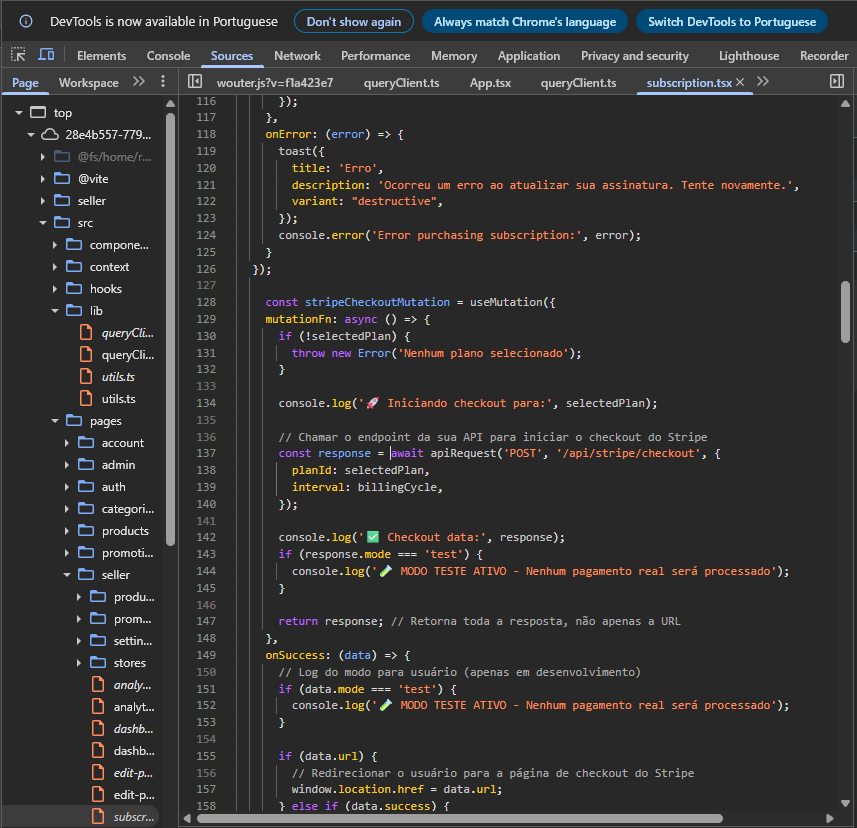 DevTools is now available in Portuguese
Don't show again
Always match Chrome's language
Switch DevTools to Portuguese
Elements Console Sources Network Performance Memory Application Privacy and security Lighthouse Recorder
Page Workspace
wouter.js?v=f1a423e7 queryClient.ts App.tsx queryClient.ts subscription.tsx
top
28e4b557-779...
@fs/home/r...
@vite
seller
src
compone...
context
hooks
lib
queryCli...
queryCli...
utils.ts
utils.ts
pages
account
admin
auth
categori...
products
promoti...
seller
produ...
prom...
settin...
stores
analy...
analyt...
dashb...
dashb...
edit-p...
edit-p...
subscr...
116 });
117 },
118 onError: (error) => {
119 toast({
120 title: 'Erro',
121 description: 'Ocorreu um erro ao atualizar sua assinatura. Tente novamente.',
122 variant: "destructive",
123 });
124 console.error('Error purchasing subscription:', error);
125 }
126 });
127
128 const stripeCheckoutMutation = useMutation({
129 mutationFn: async () => {
130 if (!selectedPlan) {
131 throw new Error('Nenhum plano selecionado');
132 }
133
134 console.log('🚀 Iniciando checkout para:', selectedPlan);
135
136 // Chamar o endpoint da sua API para iniciar o checkout do Stripe
137 const response = await apiRequest('POST', '/api/stripe/checkout', {
138 planId: selectedPlan,
139 interval: billingCycle,
140 });
141
142 console.log('✅ Checkout data:', response);
143 if (response.mode === 'test') {
144 console.log('🧪 MODO TESTE ATIVO - Nenhum pagamento real será processado');
145 }
146
147 return response; // Retorna toda a resposta, não apenas a URL
148 },
149 onSuccess: (data) => {
150 // Log do modo para usuário (apenas em desenvolvimento)
151 if (data.mode === 'test') {
152 console.log('🧪 MODO TESTE ATIVO - Nenhum pagamento real será processado');
153 }
154
155 if (data.url) {
156 // Redirecionar o usuário para a página de checkout do Stripe
157 window.location.href = data.url;
158 } else if (data.success) {